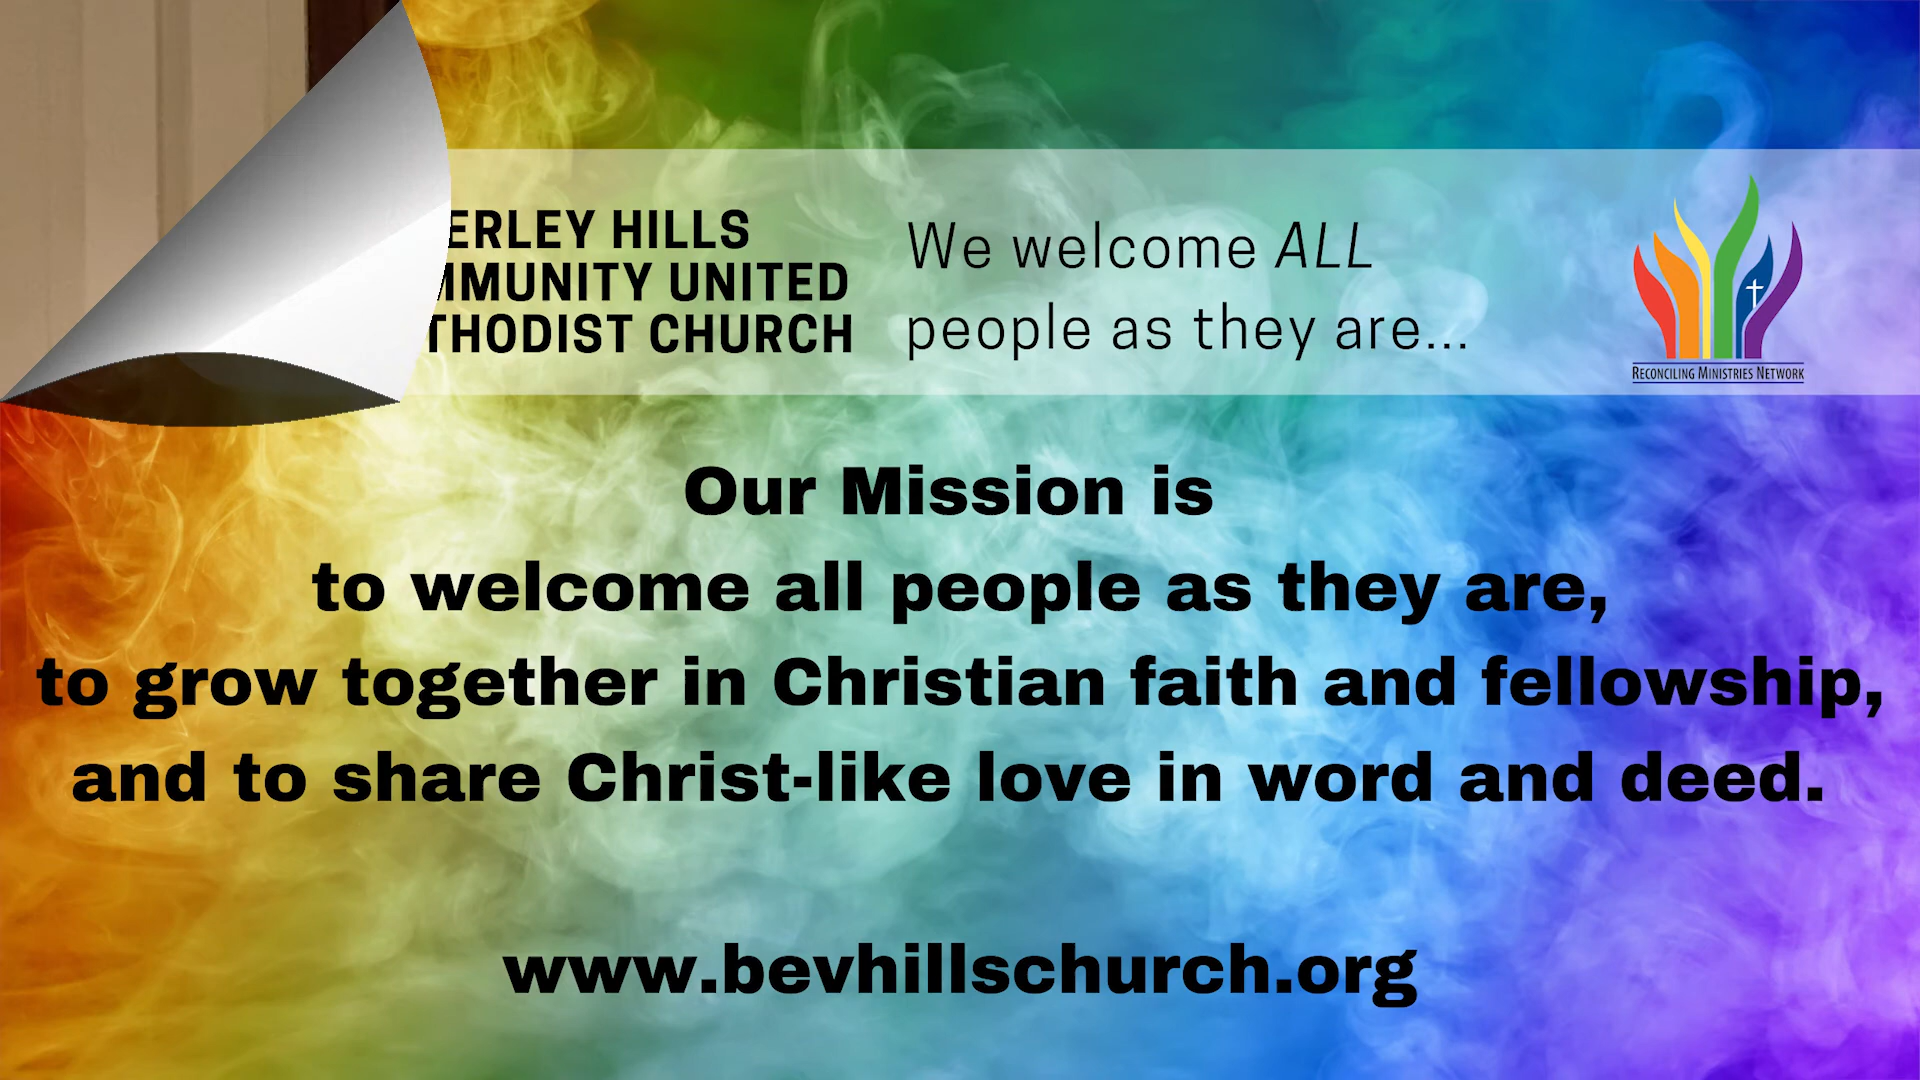 ERLEY HILLS
MMUNITY UNITED
THODIST CHURCH
We welcome ALL
people as they are...
RECONCILING MINISTRIES NETWORK
Our Mission is
to welcome all people as they are,
to grow together in Christian faith and fellowship,
and to share Christ-like love in word and deed.
www.bevhillschurch.org